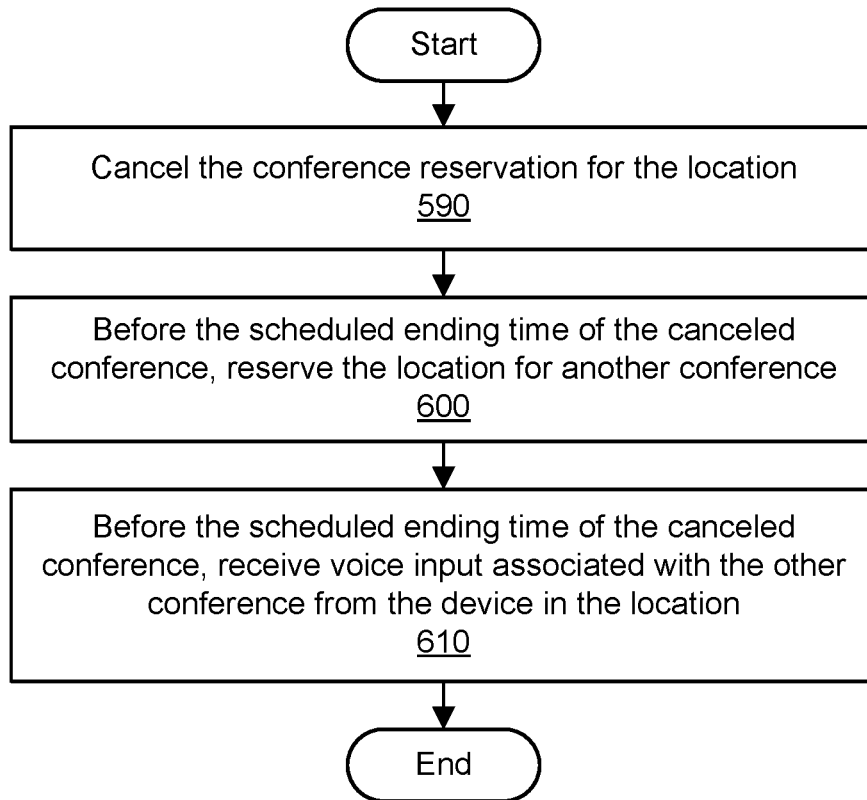 Start
Cancel the conference reservation for the location
590
Before the scheduled ending time of the canceled
conference, reserve the location for another conference
600
Before the scheduled ending time of the canceled
conference, receive voice input associated with the other
conference from the device in the location
610
End